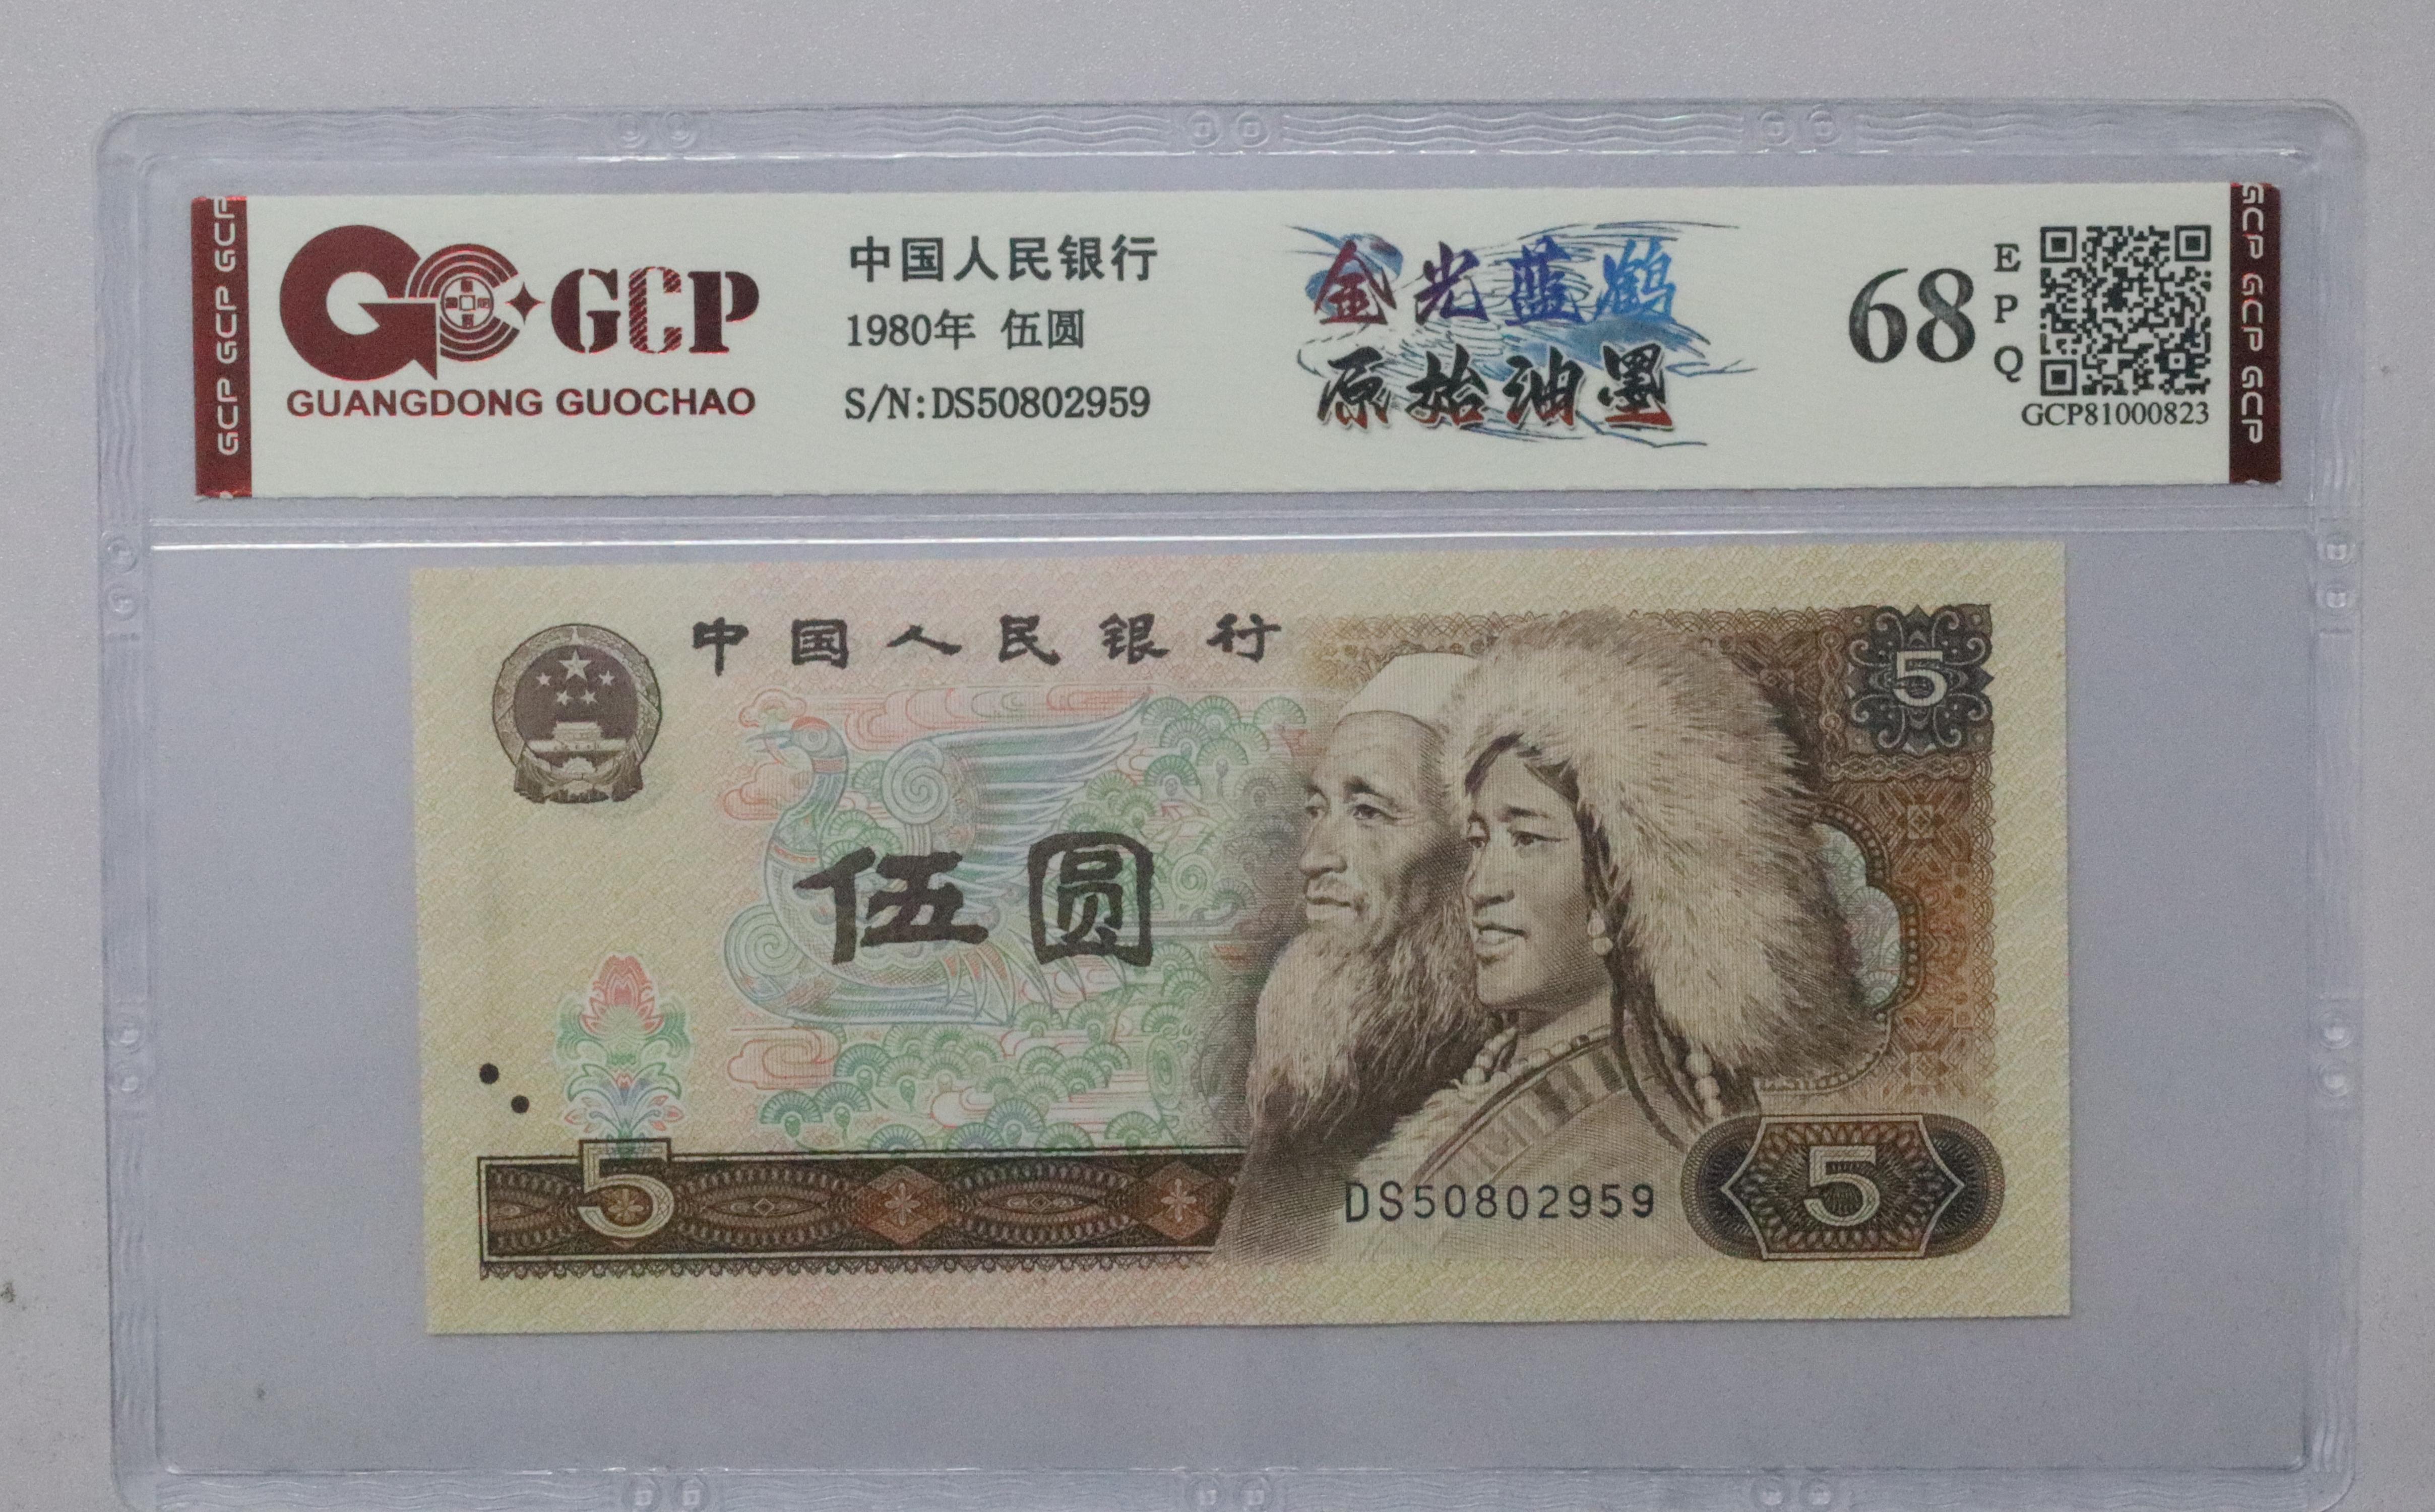 GCP GCP GCP
GCP
GUANGDONG GUOCHAO
中国人民银行
1980年 伍圆
S/N:DS50802959
金光蓝鹤
原始油墨
68
EPQ
GCP81000823
GCP GCP GCP
中国人民银行
5
伍圆
5
DS50802959
5